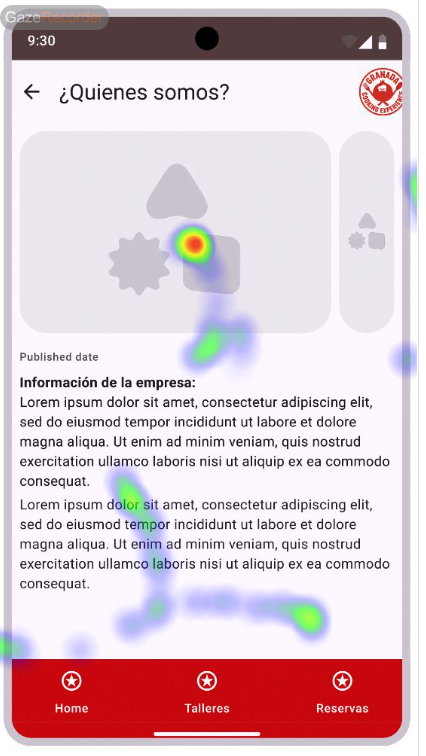 GazeRecorder
9:30
¿Quienes somos?
GRANADA
COOKING EXPERIENCE
Published date
Información de la empresa:
Lorem ipsum dolor sit amet, consectetur adipiscing elit,
sed do eiusmod tempor incididunt ut labore et dolore
magna aliqua. Ut enim ad minim veniam, quis nostrud
exercitation ullamco laboris nisi ut aliquip ex ea commodo
consequat.
Lorem ipsum dolor sit amet, consectetur adipiscing elit,
sed do eiusmod tempor incididunt ut labore et dolore
magna aliqua. Ut enim ad minim veniam, quis nostrud
exercitation ullamco laboris nisi ut aliquip ex ea commodo
consequat.
Home
Talleres
Reservas